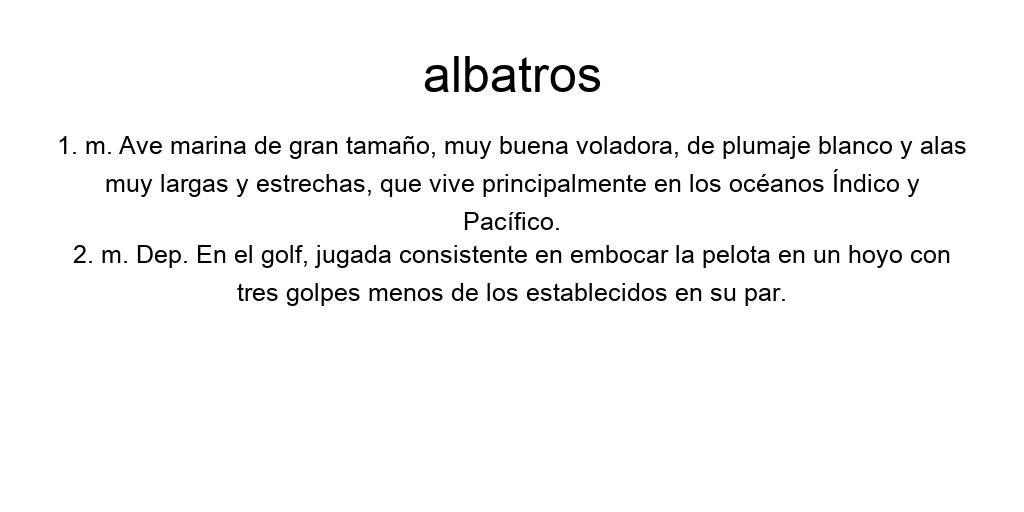 albatros
1. m. Ave marina de gran tamaño, muy buena voladora, de plumaje blanco y alas
muy largas y estrechas, que vive principalmente en los océanos Índico y
Pacífico.
2. m. Dep. En el golf, jugada consistente en embocar la pelota en un hoyo con
tres golpes menos de los establecidos en su par.